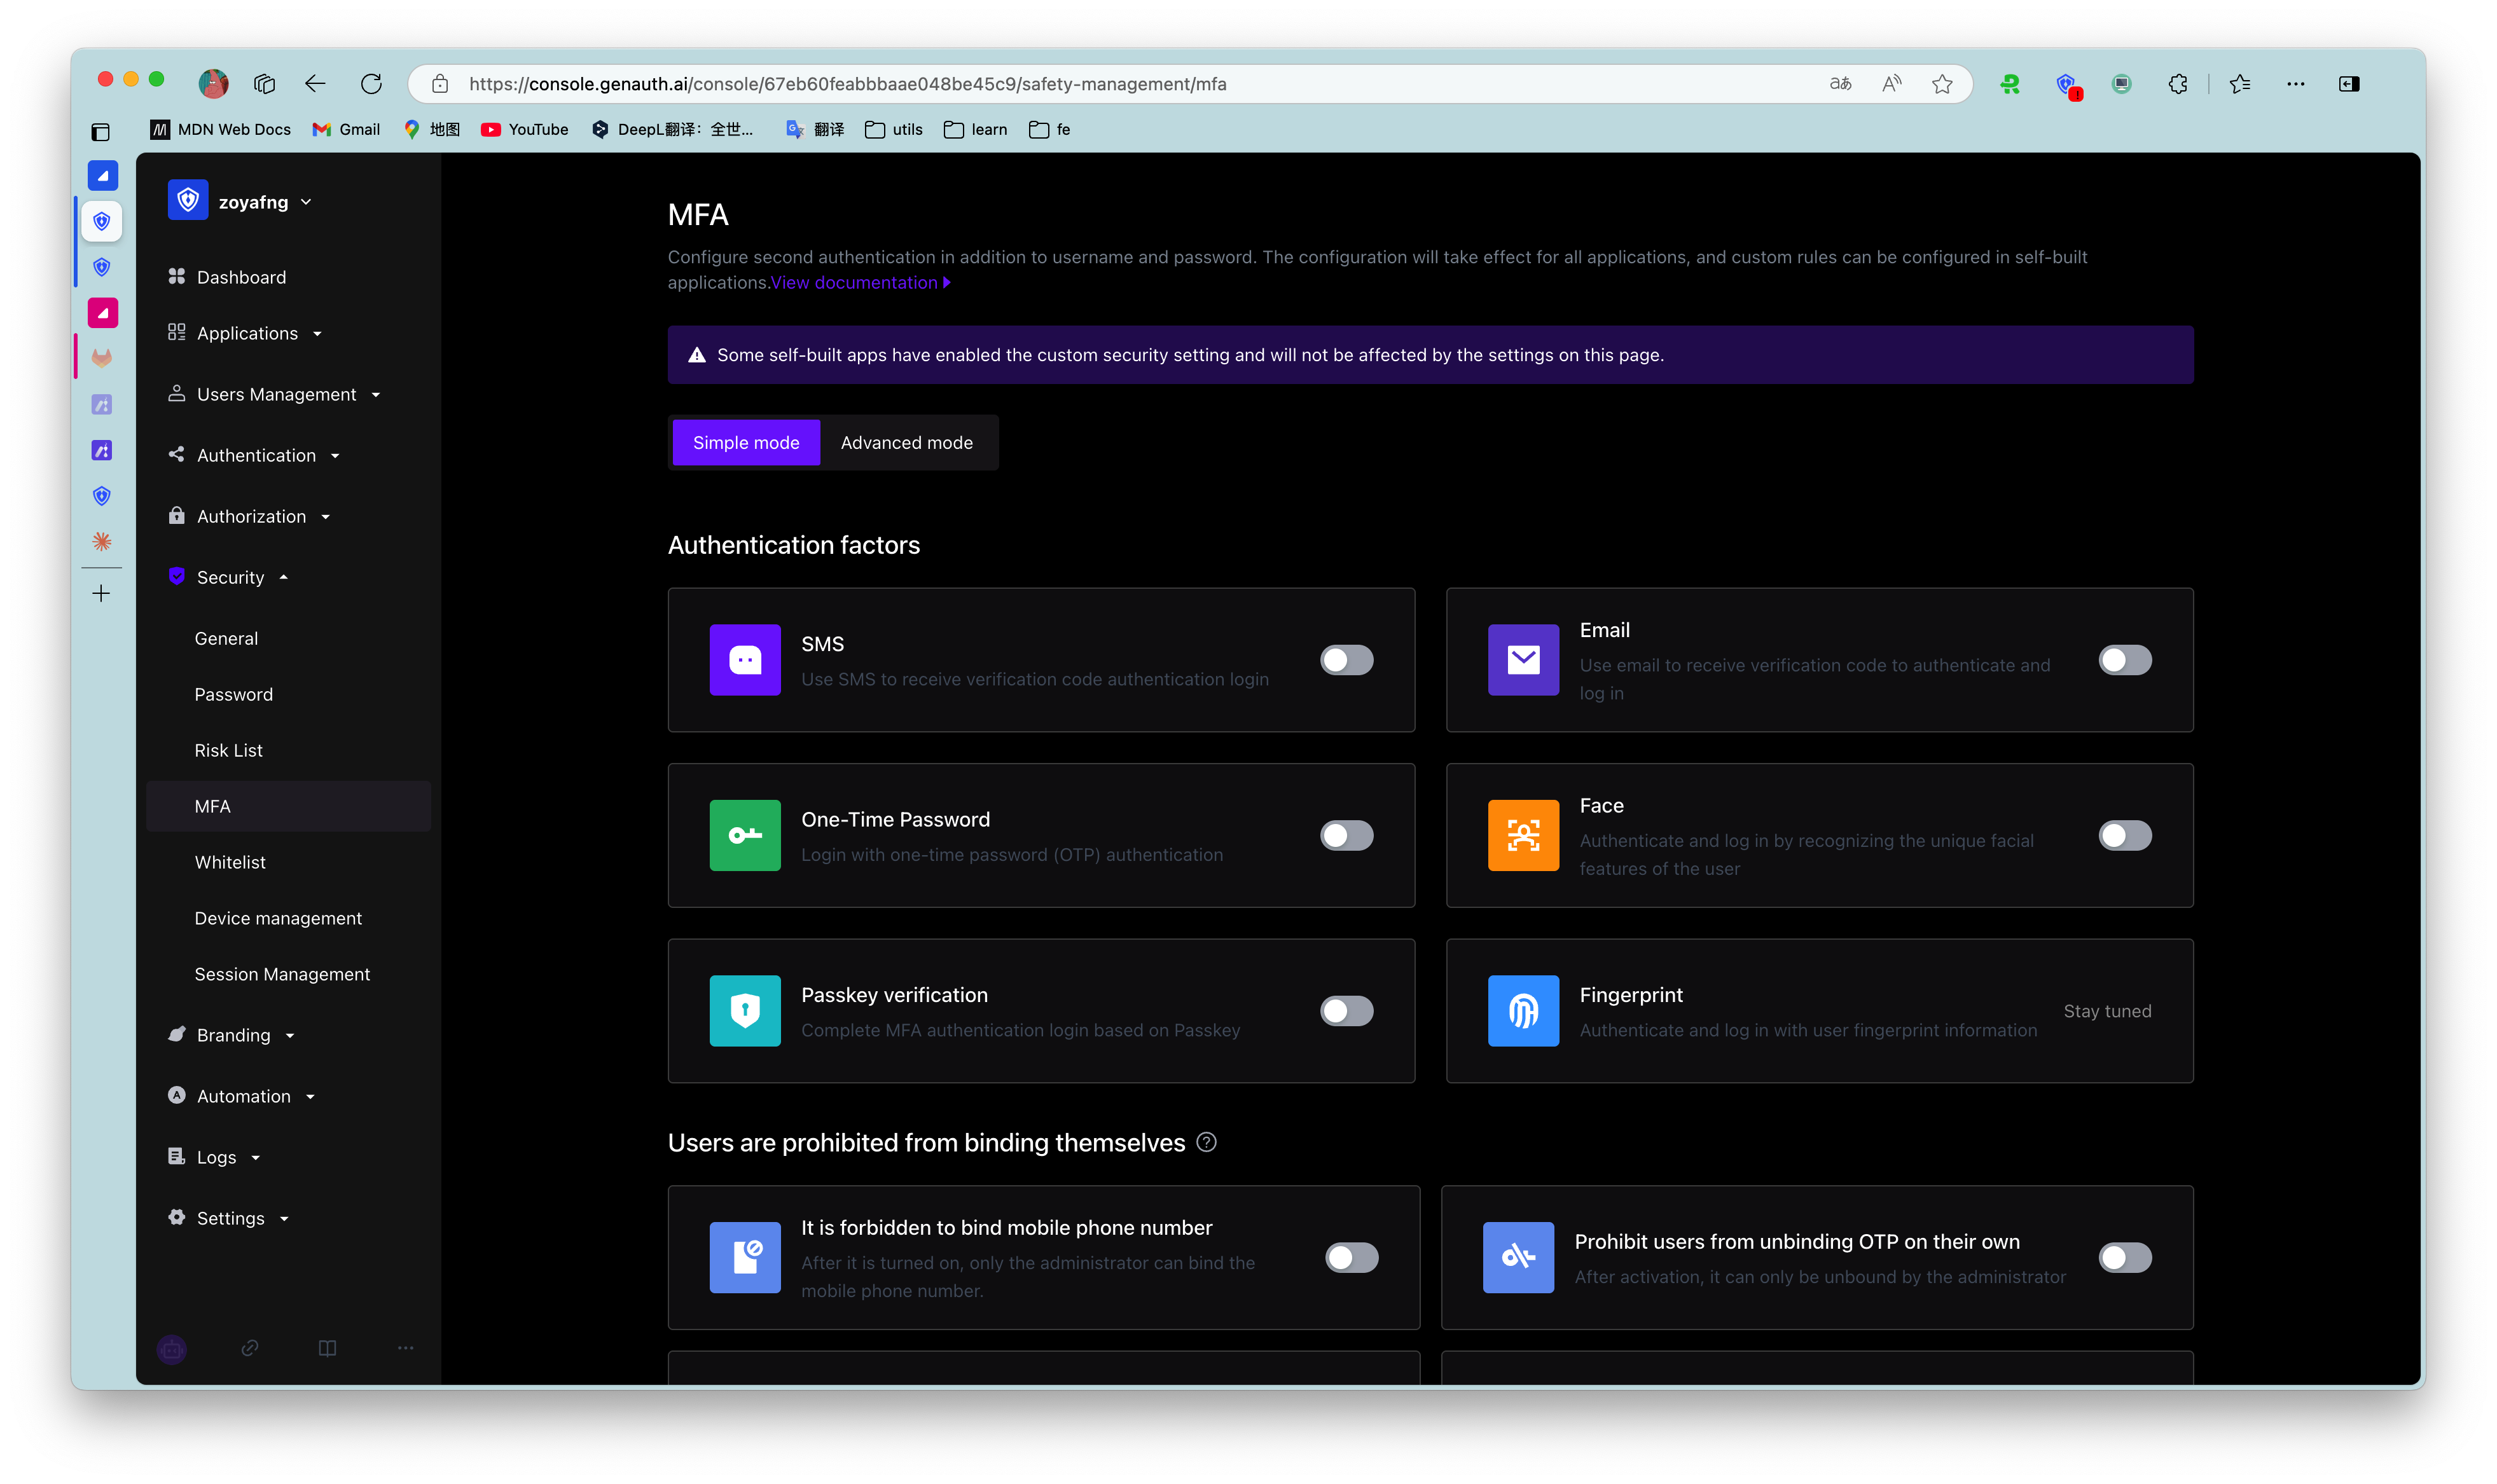 https://console.genauth.ai/console/67eb60feabbbaae048be45c9/safety-management/mfa
MDN Web Docs
Gmail
地图
YouTube
DeepL翻译：全世...
翻译
utils
learn
fe
zoyafng
Dashboard
Applications
Users Management
Authentication
Authorization
Security
General
Password
Risk List
MFA
Whitelist
Device management
Session Management
Branding
Automation
Logs
Settings
MFA
Configure second authentication in addition to username and password. The configuration will take effect for all applications, and custom rules can be configured in self-built
applications.View documentation
Some self-built apps have enabled the custom security setting and will not be affected by the settings on this page.
Simple mode
Advanced mode
Authentication factors
SMS
Use SMS to receive verification code authentication login
Email
Use email to receive verification code to authenticate and
log in
One-Time Password
Login with one-time password (OTP) authentication
Face
Authenticate and log in by recognizing the unique facial
features of the user
Passkey verification
Complete MFA authentication login based on Passkey
Fingerprint
Authenticate and log in with user fingerprint information
Stay tuned
Users are prohibited from binding themselves
It is forbidden to bind mobile phone number
After it is turned on, only the administrator can bind the
mobile phone number.
Prohibit users from unbinding OTP on their own
After activation, it can only be unbound by the administrator